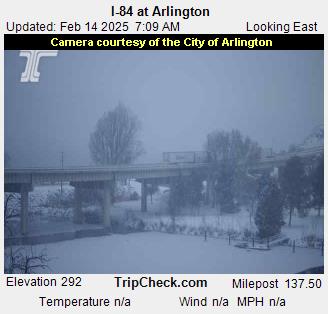 I-84 at Arlington
Updated: Feb 14 2025 7:09 AM Looking East
Camera courtesy of the City of Arlington
Elevation 292 TripCheck.com Milepost 137.50
Temperature n/a Wind n/a MPH n/a